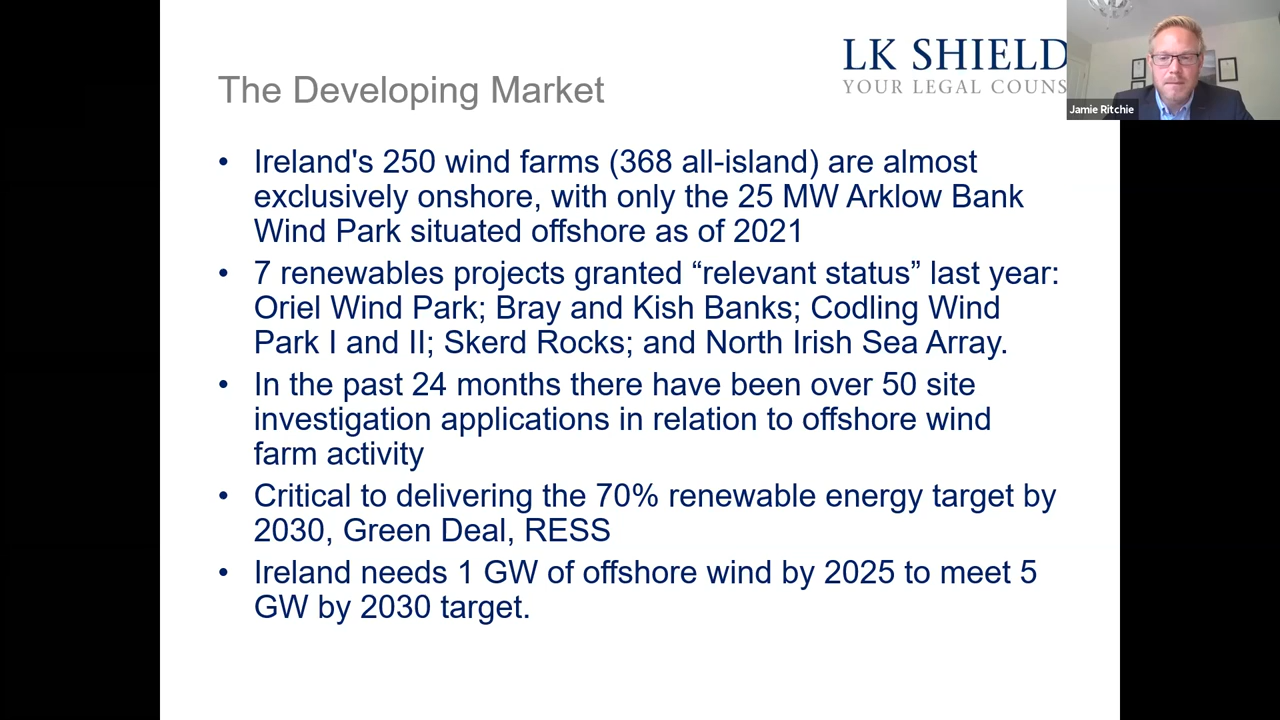 The Developing Market
LK SHIELD
YOUR LEGAL COUNS
Jamie Ritchie
• Ireland's 250 wind farms (368 all-island) are almost
exclusively onshore, with only the 25 MW Arklow Bank
Wind Park situated offshore as of 2021
• 7 renewables projects granted “relevant status” last year:
Oriel Wind Park; Bray and Kish Banks; Codling Wind
Park I and II; Skerd Rocks; and North Irish Sea Array.
• In the past 24 months there have been over 50 site
investigation applications in relation to offshore wind
farm activity
• Critical to delivering the 70% renewable energy target by
2030, Green Deal, RESS
• Ireland needs 1 GW of offshore wind by 2025 to meet 5
GW by 2030 target.